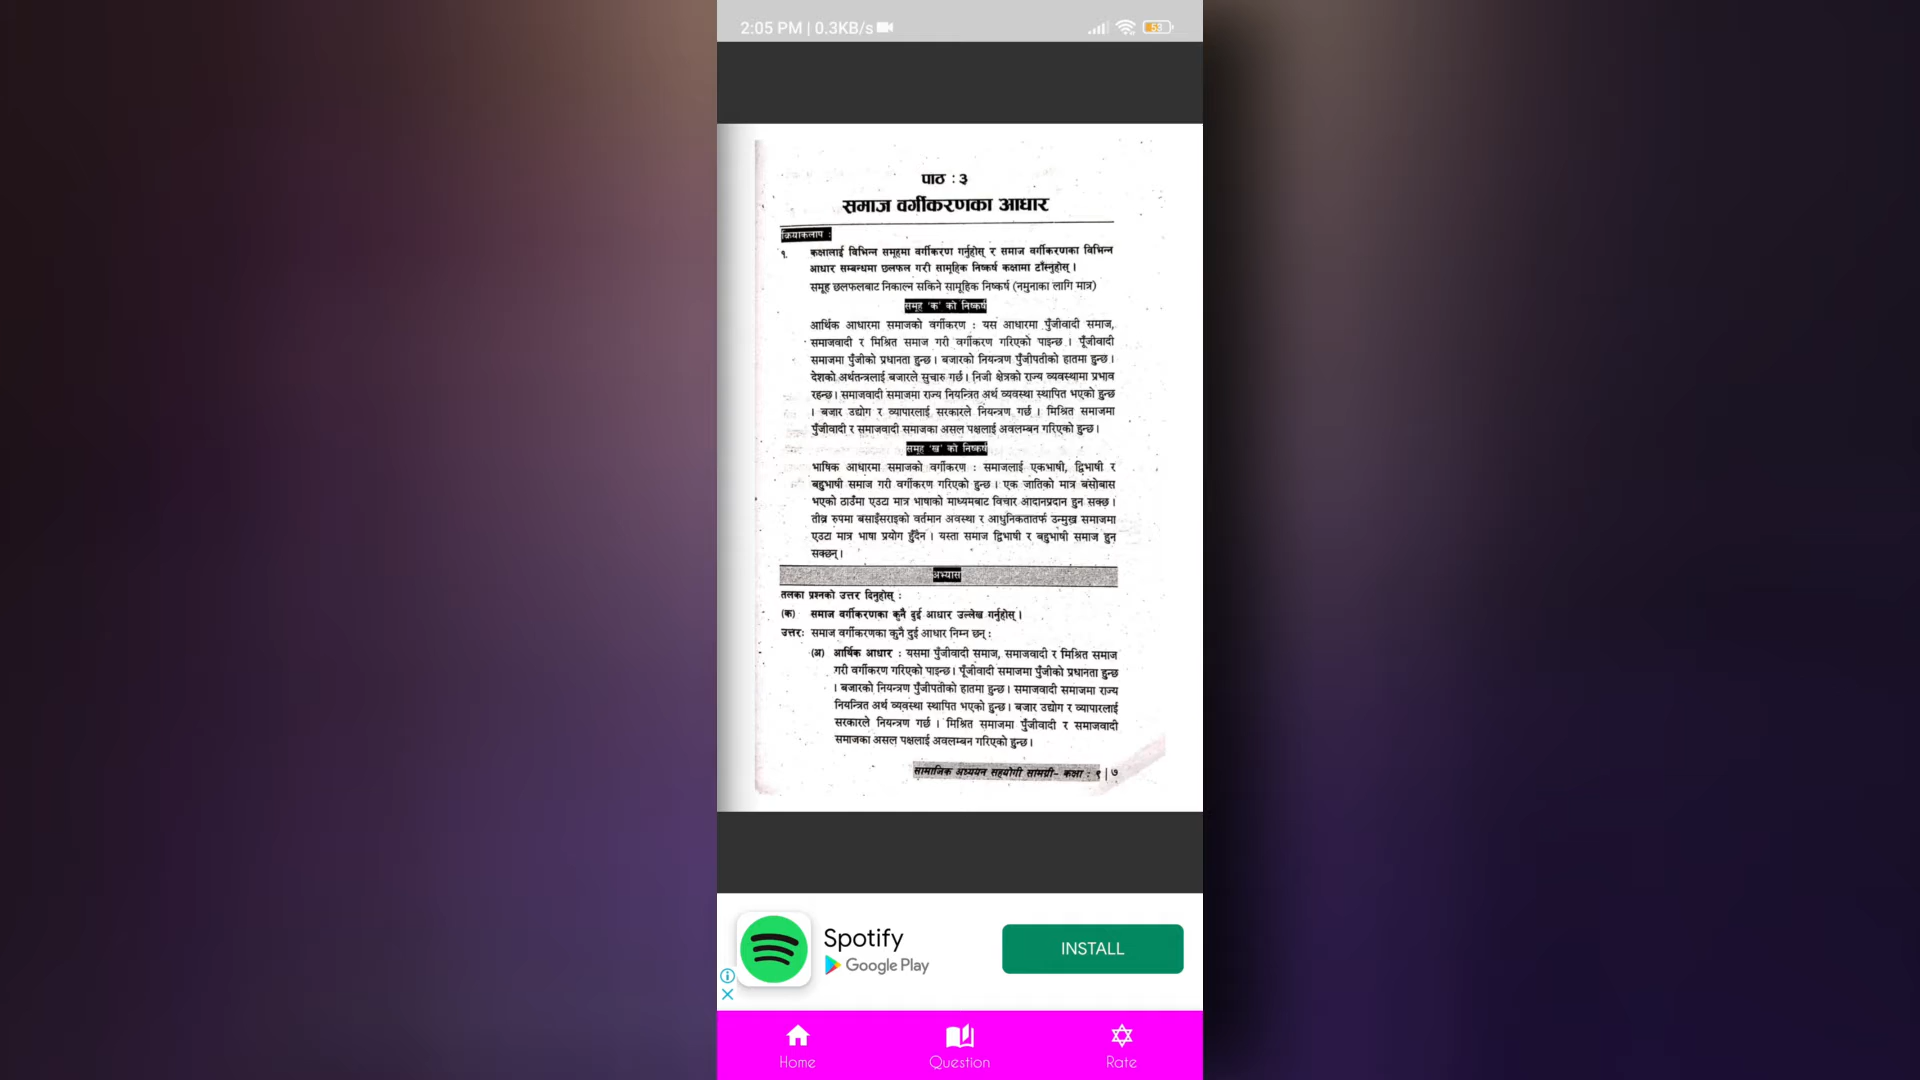 2:05 PM | 0.3KB/s
53
पाठ : ३
समाज वर्गीकरणका आधार
क्रियाकलाप :
१. कक्षालाई विभिन्न समूहमा वर्गीकरण गर्नुहोस् र समाज वर्गीकरणका विभिन्न
आधार सम्बन्धमा छलफल गरी सामूहिक निष्कर्ष कक्षामा टाँस्नुहोस् ।
समूह छलफलबाट निकाल्न सकिने सामूहिक निष्कर्ष (नमुनाका लागि मात्र)
समूह 'क' को निष्कर्ष
आर्थिक आधारमा समाजको वर्गीकरण : यस आधारमा पुँजीवादी समाज,
समाजवादी र मिश्रित समाज गरी वर्गीकरण गरिएको पाइन्छ । पूँजीवादी
समाजमा पुँजीको प्रधानता हुन्छ । बजारको नियन्त्रण पुँजीपतीको हातमा हुन्छ ।
देशको अर्थतन्त्रलाई बजारले सुचारु गर्छ । निजी क्षेत्रको राज्य व्यवस्थामा प्रभाव
रहन्छ । समाजवादी समाजमा राज्य नियन्त्रित अर्थ व्यवस्था स्थापित भएको हुन्छ
। बजार उद्योग र व्यापारलाई सरकारले नियन्त्रण गर्छ । मिश्रित समाजमा
पुँजीवादी र समाजवादी समाजका असल पक्षलाई अवलम्बन गरिएको हुन्छ ।
समूह 'ख' को निष्कर्ष
भाषिक आधारमा समाजको वर्गीकरण : समाजलाई एकभाषी, द्विभाषी र
बहुभाषी समाज गरी वर्गीकरण गरिएको हुन्छ । एक जातिको मात्र बसोबास
भएको ठाउँमा एउटा मात्र भाषाको माध्यमबाट विचार आदानप्रदान हुन सक्छ ।
तीव्र रुपमा बसाइँसराइको वर्तमान अवस्था र आधुनिकतातर्फ उन्मुख समाजमा
एउटा मात्र भाषा प्रयोग हुँदैन । यस्ता समाज द्विभाषी र बहुभाषी समाज हुन
सक्छन् ।
अभ्यास
तलका प्रश्नको उत्तर दिनुहोस् :
(क) समाज वर्गीकरणका कुनै दुई आधार उल्लेख गर्नुहोस् ।
उत्तर: समाज वर्गीकरणका कुनै दुई आधार निम्न छन् :
(अ) आर्थिक आधार : यसमा पुँजीवादी समाज, समाजवादी र मिश्रित समाज
गरी वर्गीकरण गरिएको पाइन्छ । पूँजीवादी समाजमा पुँजीको प्रधानता हुन्छ
। बजारको नियन्त्रण पुँजीपतीको हातमा हुन्छ । समाजवादी समाजमा राज्य
नियन्त्रित अर्थ व्यवस्था स्थापित भएको हुन्छ । बजार उद्योग र व्यापारलाई
सरकारले नियन्त्रण गर्छ । मिश्रित समाजमा पुँजीवादी र समाजवादी
समाजका असल पक्षलाई अवलम्बन गरिएको हुन्छ ।
सामाजिक अध्ययन सहयोगी सामग्री- कक्षा : ९ | ७
Spotify
Google Play
INSTALL
Home
Question
Rate